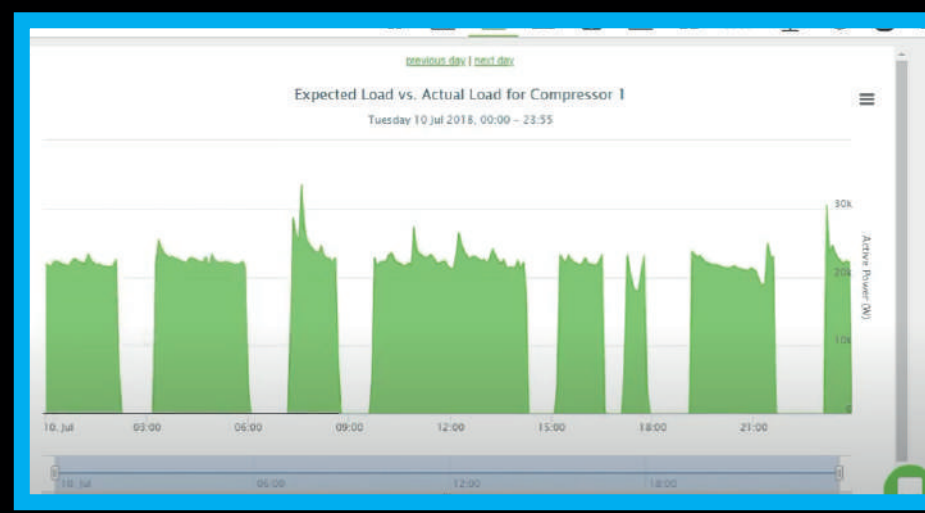 previous day | next day
Expected Load vs. Actual Load for Compressor 1
Tuesday 10 Jul 2018, 00:00 – 23:55
30k
20k
10k
0
Active Power (W)
10. Jul 03:00 06:00 09:00 12:00 15:00 18:00 21:00
10. Jul 06:00 12:00 18:00